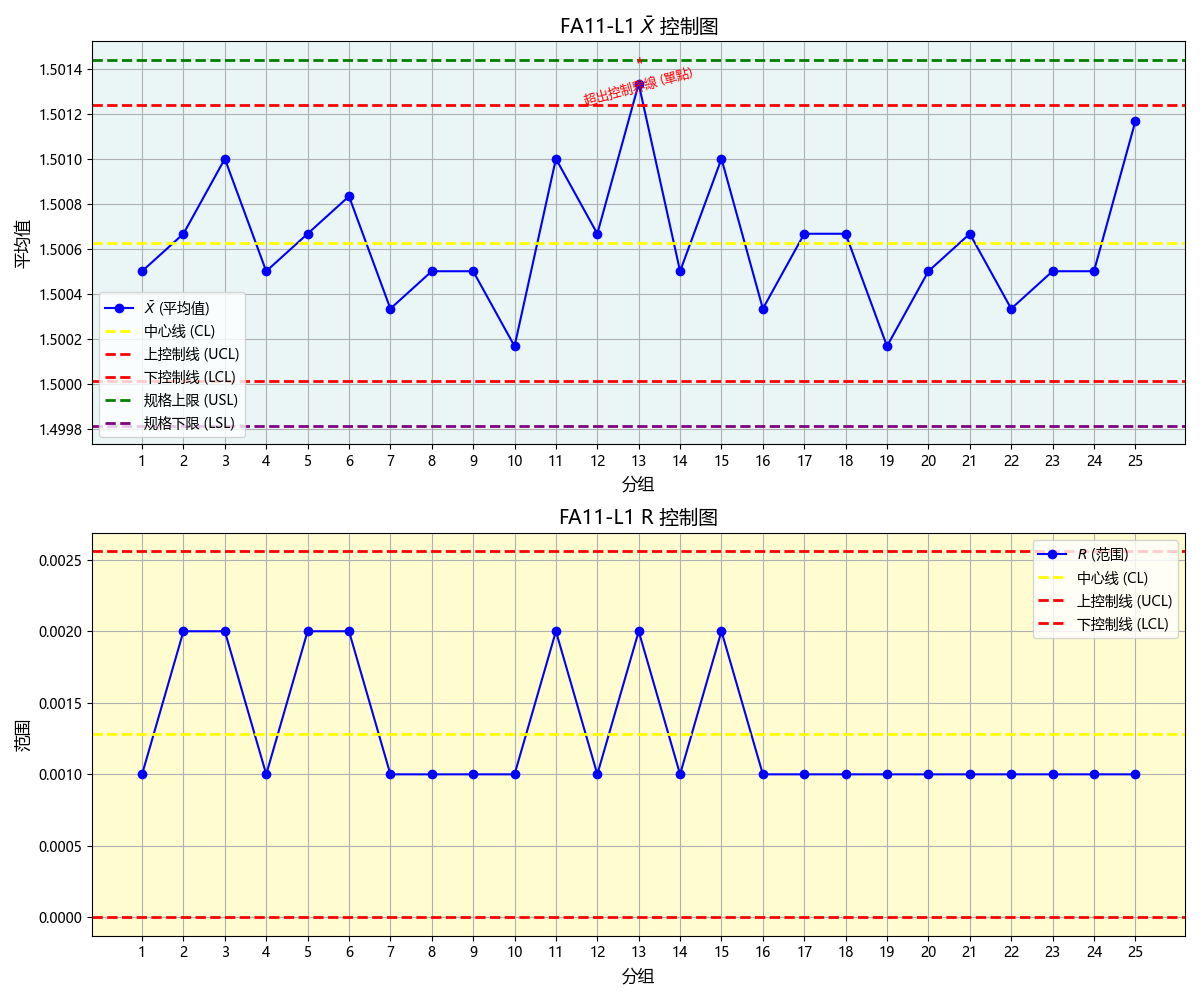 FA11-L1 X̄ 控制图
平均值
1.5014
1.5012
1.5010
1.5008
1.5006
1.5004
1.5002
1.5000
1.4998
*
超出控制界線 (單點)
X̄ (平均值)
中心线 (CL)
上控制线 (UCL)
下控制线 (LCL)
规格上限 (USL)
规格下限 (LSL)
1 2 3 4 5 6 7 8 9 10 11 12 13 14 15 16 17 18 19 20 21 22 23 24 25
分组
FA11-L1 R 控制图
范围
0.0025
0.0020
0.0015
0.0010
0.0005
0.0000
R (范围)
中心线 (CL)
上控制线 (UCL)
下控制线 (LCL)
1 2 3 4 5 6 7 8 9 10 11 12 13 14 15 16 17 18 19 20 21 22 23 24 25
分组